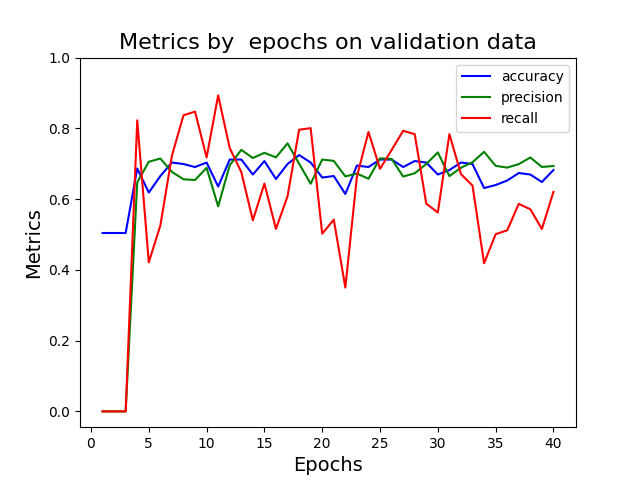 Metrics by  epochs on validation data
1.0
0.8
0.6
0.4
0.2
0.0
Metrics
accuracy
precision
recall
0 5 10 15 20 25 30 35 40
Epochs